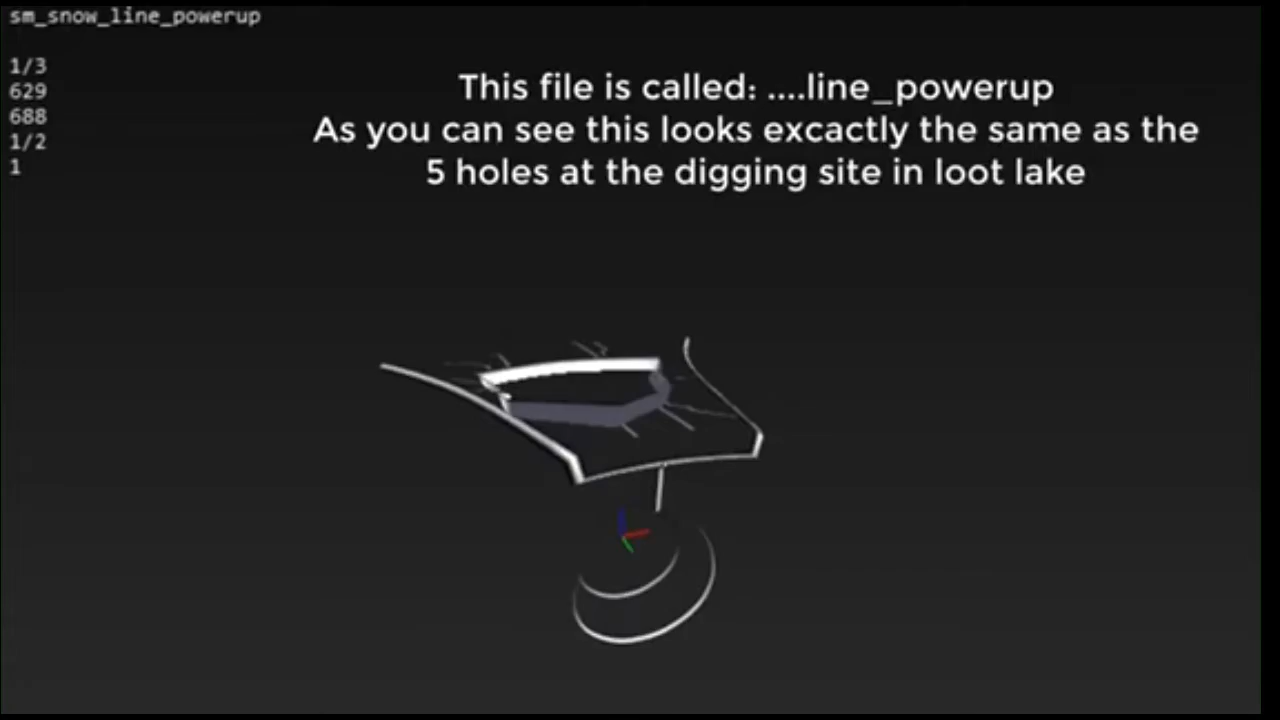 sm_snow_line_powerup
1/3
629
688
1/2
1
This file is called: ....line_powerup
As you can see this looks excactly the same as the
5 holes at the digging site in loot lake